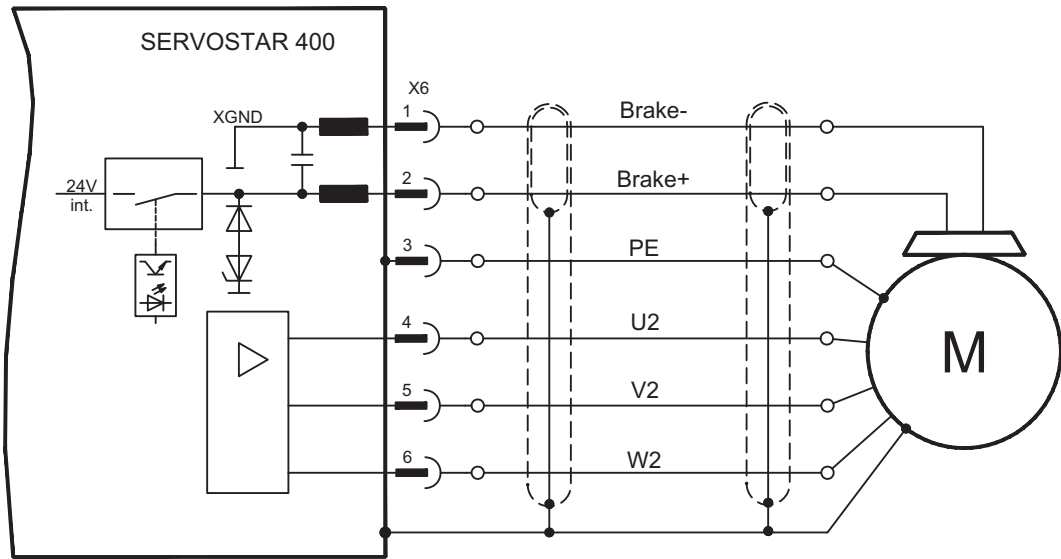 SERVOSTAR 400
X6
XGND
1
Brake-
24V
int.
2
Brake+
3
PE
4
U2
5
V2
6
W2
M